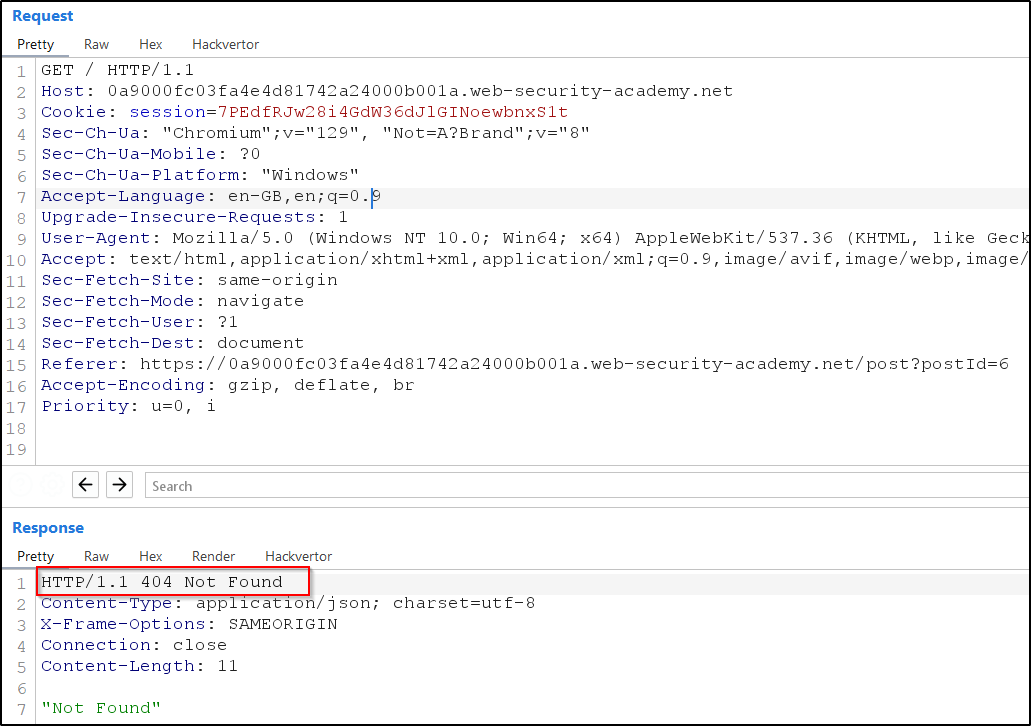 Request
Pretty Raw Hex Hackvertor
1 GET / HTTP/1.1
2 Host: 0a9000fc03fa4e4d81742a24000b001a.web-security-academy.net
3 Cookie: session=7PEdfRJw28i4GdW36dJlGINoewbnxS1t
4 Sec-Ch-Ua: "Chromium";v="129", "Not=A?Brand";v="8"
5 Sec-Ch-Ua-Mobile: ?0
6 Sec-Ch-Ua-Platform: "Windows"
7 Accept-Language: en-GB,en;q=0.9
8 Upgrade-Insecure-Requests: 1
9 User-Agent: Mozilla/5.0 (Windows NT 10.0; Win64; x64) AppleWebKit/537.36 (KHTML, like Geck
10 Accept: text/html,application/xhtml+xml,application/xml;q=0.9,image/avif,image/webp,image/
11 Sec-Fetch-Site: same-origin
12 Sec-Fetch-Mode: navigate
13 Sec-Fetch-User: ?1
14 Sec-Fetch-Dest: document
15 Referer: https://0a9000fc03fa4e4d81742a24000b001a.web-security-academy.net/post?postId=6
16 Accept-Encoding: gzip, deflate, br
17 Priority: u=0, i
18
19
Search
Response
Pretty Raw Hex Render Hackvertor
1 HTTP/1.1 404 Not Found
2 Content-Type: application/json; charset=utf-8
3 X-Frame-Options: SAMEORIGIN
4 Connection: close
5 Content-Length: 11
6
7 "Not Found"